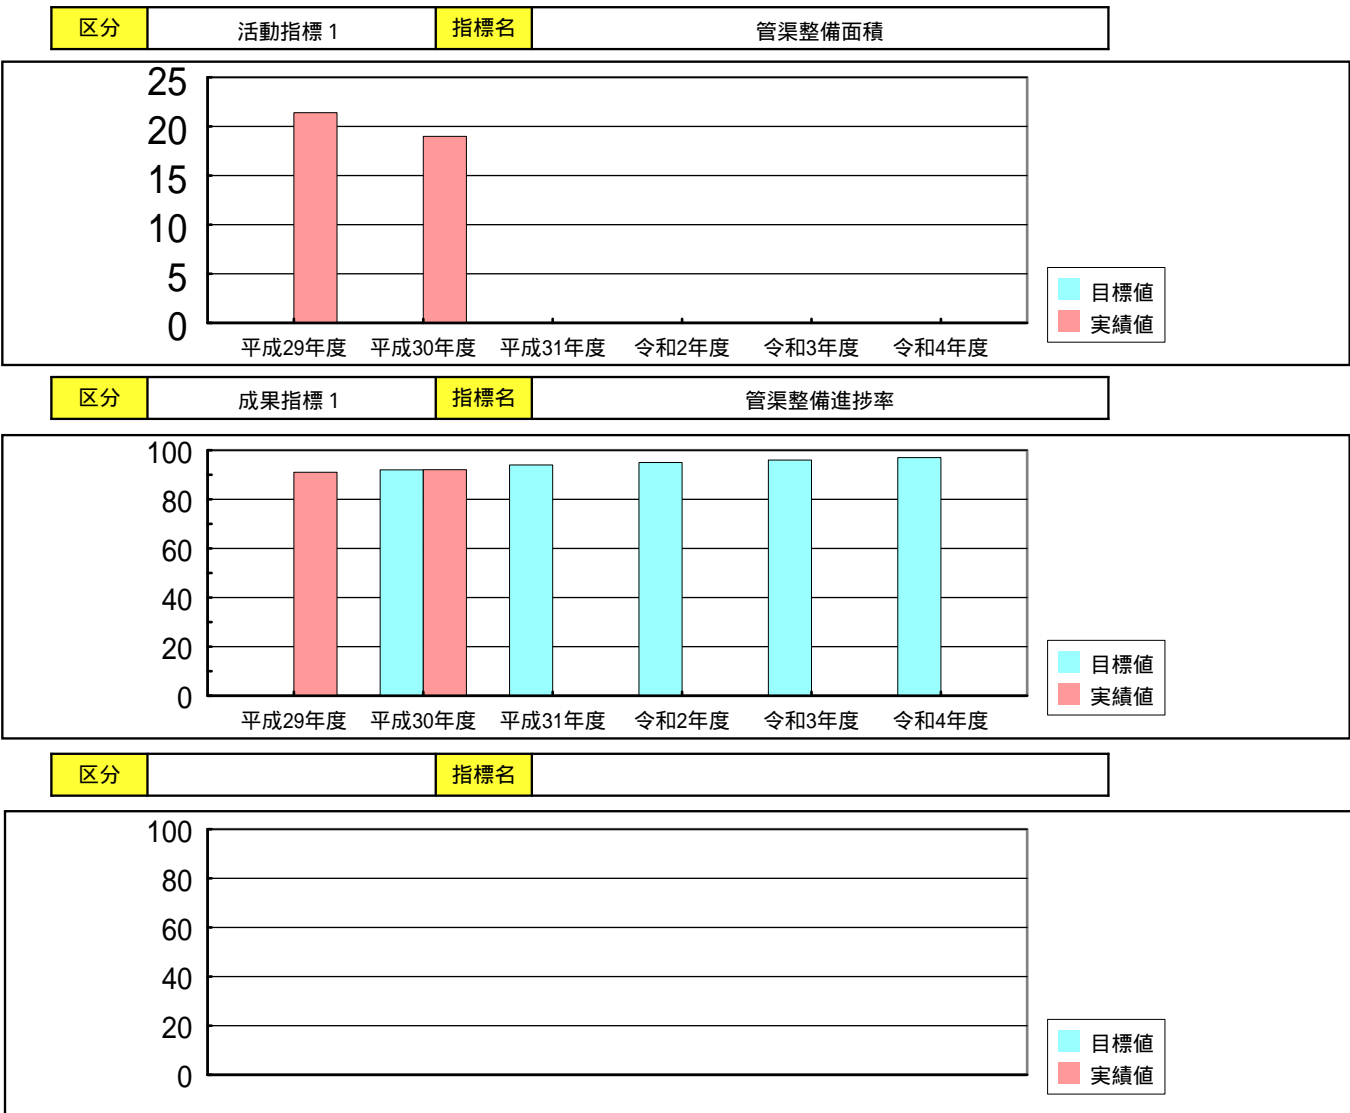 区分 活動指標１ 指標名 管渠整備面積
25
20
15
10
5
0
平成29年度 平成30年度 平成31年度 令和2年度 令和3年度 令和4年度
目標値
実績値
区分 成果指標１ 指標名 管渠整備進捗率
100
80
60
40
20
0
平成29年度 平成30年度 平成31年度 令和2年度 令和3年度 令和4年度
目標値
実績値
区分 指標名
100
80
60
40
20
0
目標値
実績値